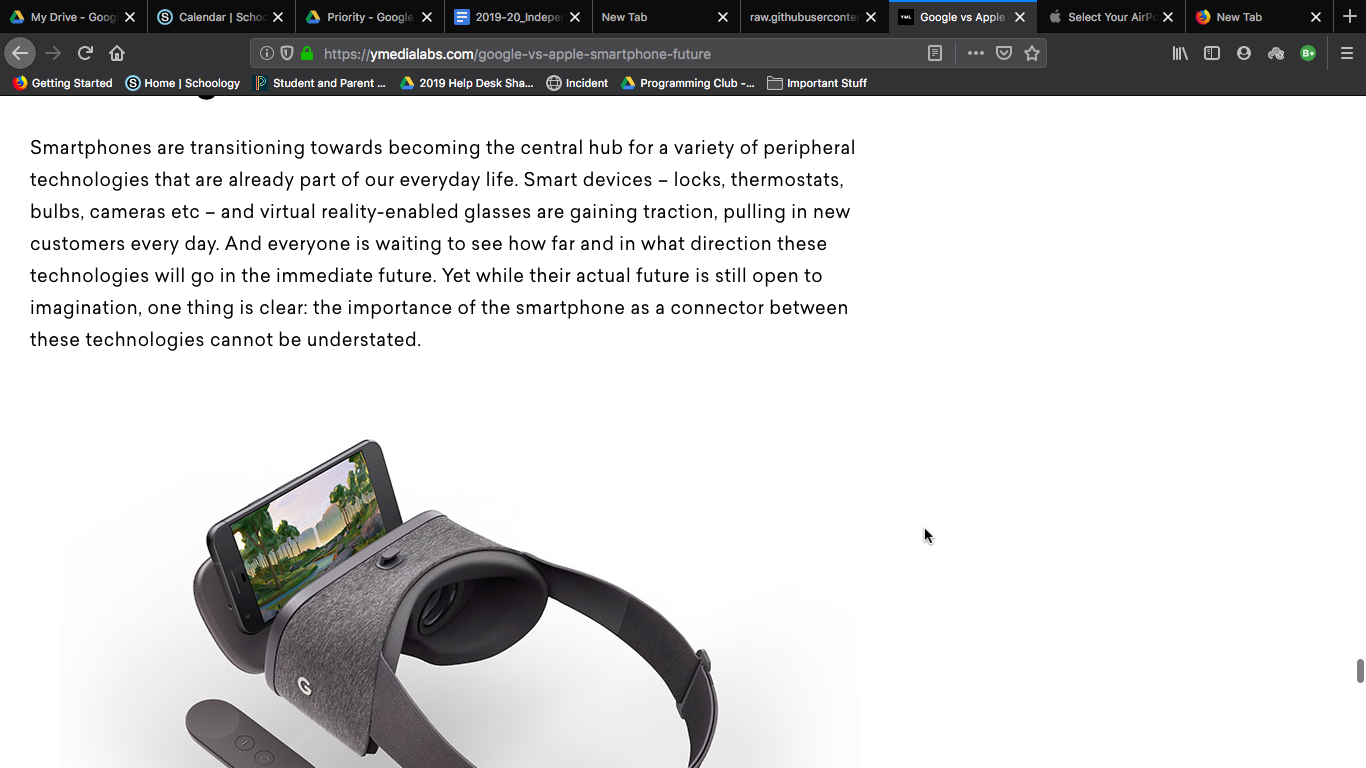 My Drive - Googl
Calendar | Schoo
Priority - Google
2019-20_Indeper
New Tab
raw.githubuserconter
YML
Google vs Apple
Select Your AirPo
New Tab
https://ymedialabs.com/google-vs-apple-smartphone-future
B+
Getting Started
Home | Schoology
Student and Parent ...
2019 Help Desk Sha...
Incident
Programming Club -...
Important Stuff
Smartphones are transitioning towards becoming the central hub for a variety of peripheral
technologies that are already part of our everyday life. Smart devices – locks, thermostats,
bulbs, cameras etc – and virtual reality-enabled glasses are gaining traction, pulling in new
customers every day. And everyone is waiting to see how far and in what direction these
technologies will go in the immediate future. Yet while their actual future is still open to
imagination, one thing is clear: the importance of the smartphone as a connector between
these technologies cannot be understated.
G